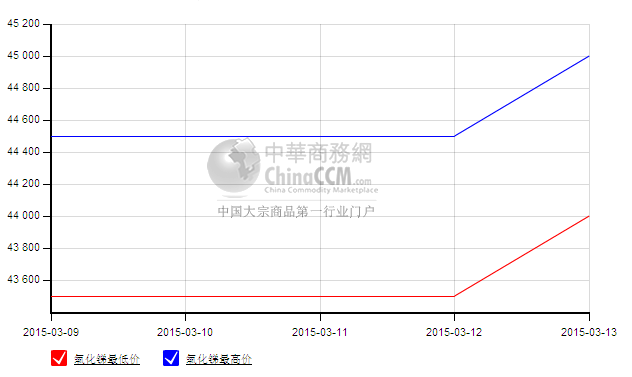 45 200
45 000
44 800
44 600
44 400
44 200
44 000
43 800
43 600
中華商務網
ChinaCCM.com
China Commodity Marketplace
中国大宗商品,第一行业门户
2015-03-09 2015-03-10 2015-03-11 2015-03-12 2015-03-13
氧化锑最低价 氧化锑最高价